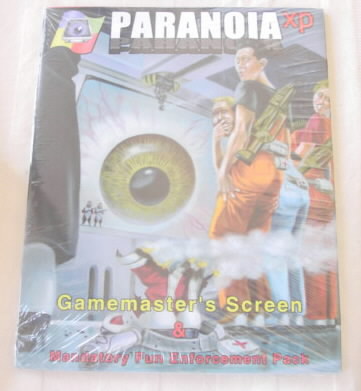 PARANOIA xp
Gamemaster's Screen
&
Mandatory Fun Enforcement Pack